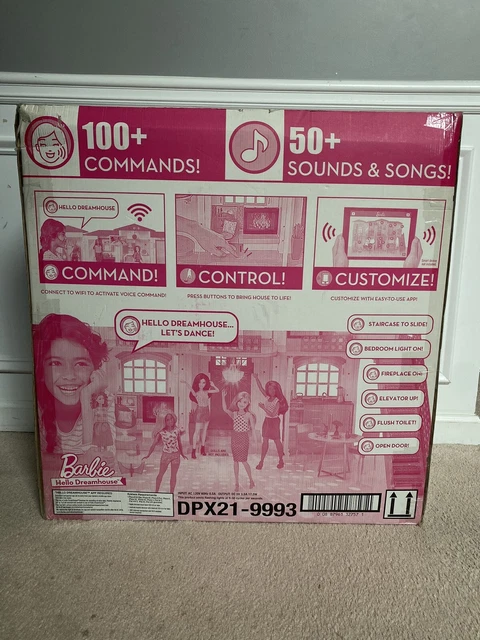 100+
COMMANDS!
50+
SOUNDS & SONGS!
HELLO DREAMHOUSE
COMMAND!
CONTROL!
CUSTOMIZE!
CONNECT TO WIFI TO ACTIVATE VOICE COMMAND!
PRESS BUTTONS TO BRING HOUSE TO LIFE!
CUSTOMIZE WITH EASY-TO-USE APP!
HELLO DREAMHOUSE...
LET'S DANCE!
STAIRCASE TO SLIDE!
BEDROOM LIGHT ON!
FIREPLACE ON!
ELEVATOR UP!
FLUSH TOILET!
OPEN DOOR!
Barbie
Hello Dreamhouse
DPX21-9993